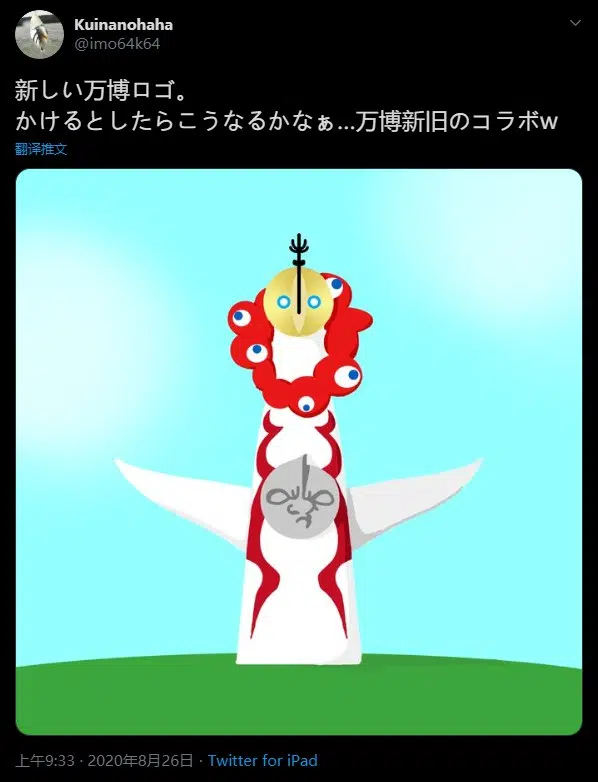 Kuinanohaha
@imo64k64
新しい万博ロゴ。
かけるとしたらこうなるかなぁ...万博新旧のコラボw
翻译推文
上午9:33 · 2020年8月26日 · Twitter for iPad